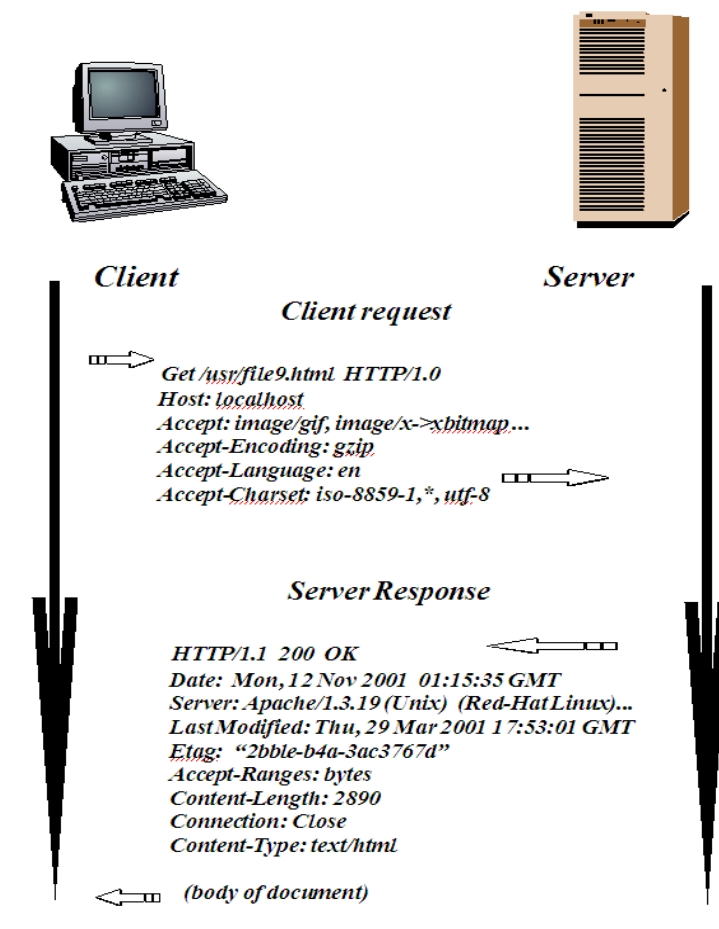 Client
Server
Client request
Get /usr/file9.html HTTP/1.0
Host: localhost
Accept: image/gif, image/x->xbitmap...
Accept-Encoding: gzip
Accept-Language: en
Accept-Charset: iso-8859-1,*, utf-8
Server Response
HTTP/1.1 200 OK
Date: Mon, 12 Nov 2001 01:15:35 GMT
Server: Apache/1.3.19 (Unix) (Red-Hat Linux)...
Last Modified: Thu, 29 Mar 2001 17:53:01 GMT
Etag: “2bble-b4a-3ac3767d”
Accept-Ranges: bytes
Content-Length: 2890
Connection: Close
Content-Type: text/html
(body of document)